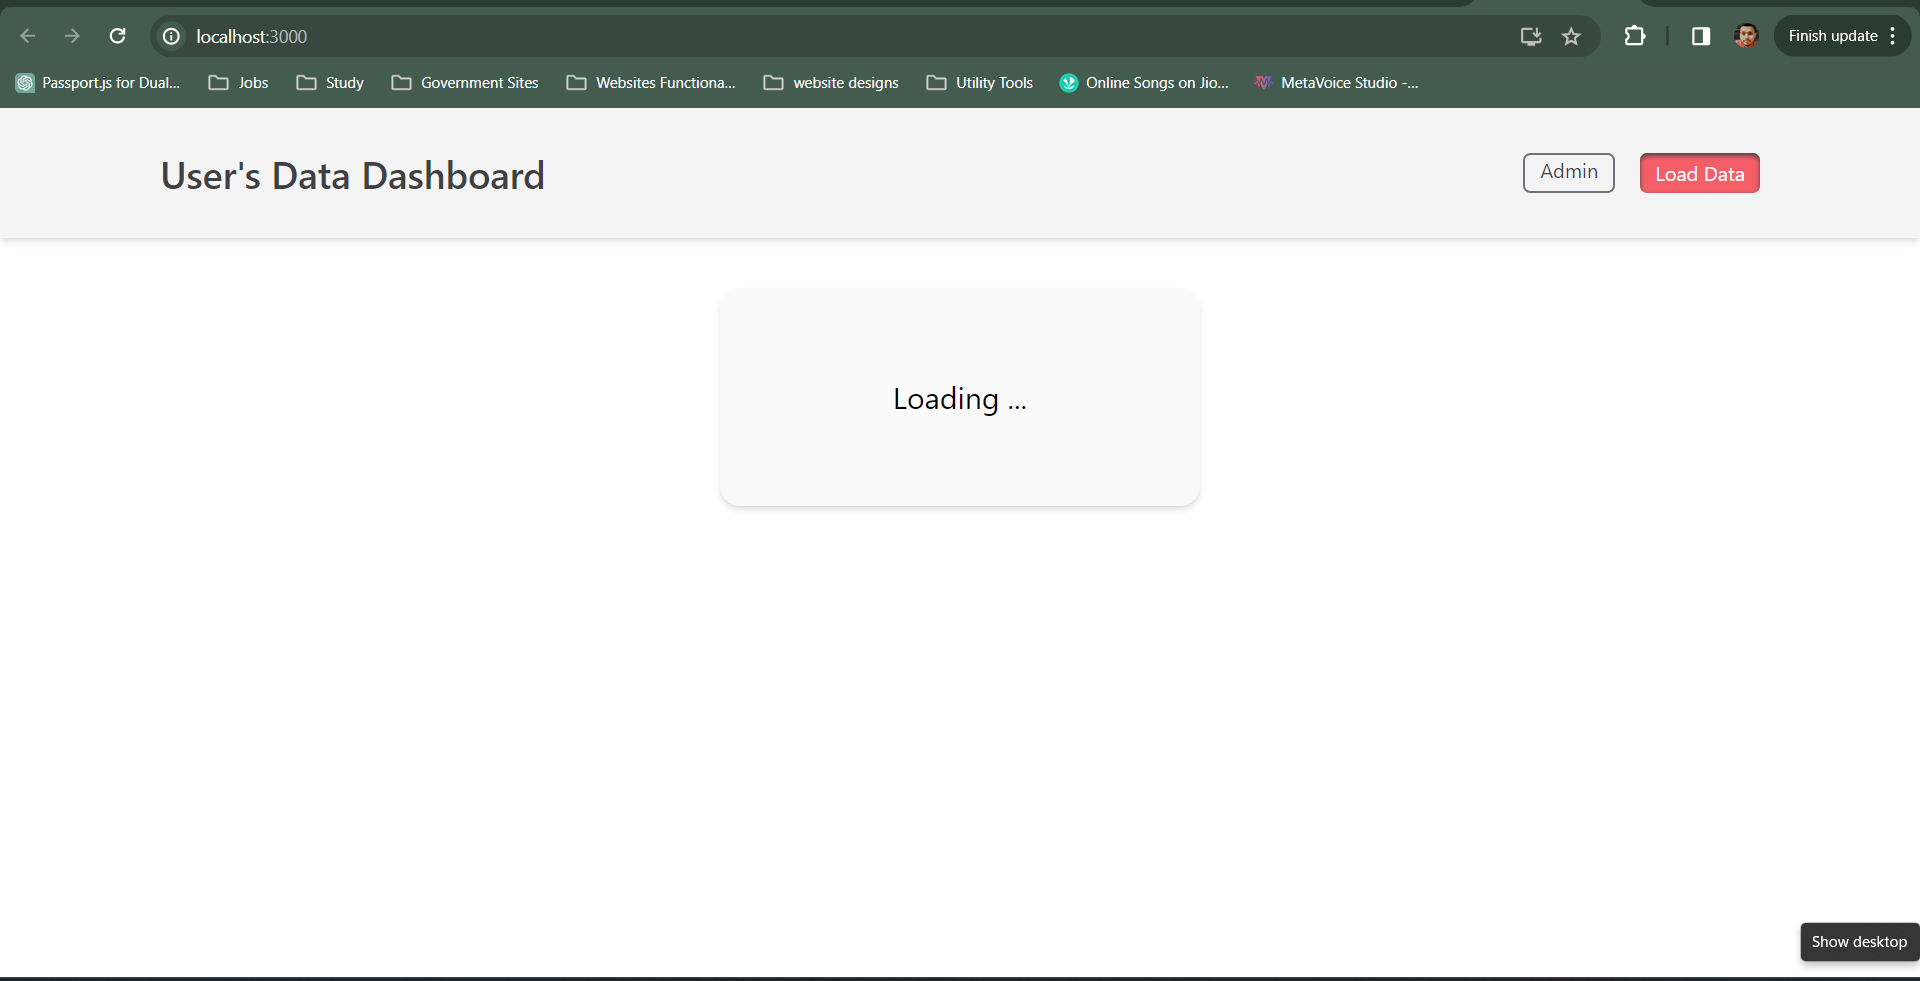 localhost:3000
Finish update
Passport.js for Dual... Jobs Study Government Sites Websites Functiona... website designs Utility Tools Online Songs on Jio... MetaVoice Studio -...
User's Data Dashboard
Admin
Load Data
Loading ...
Show desktop